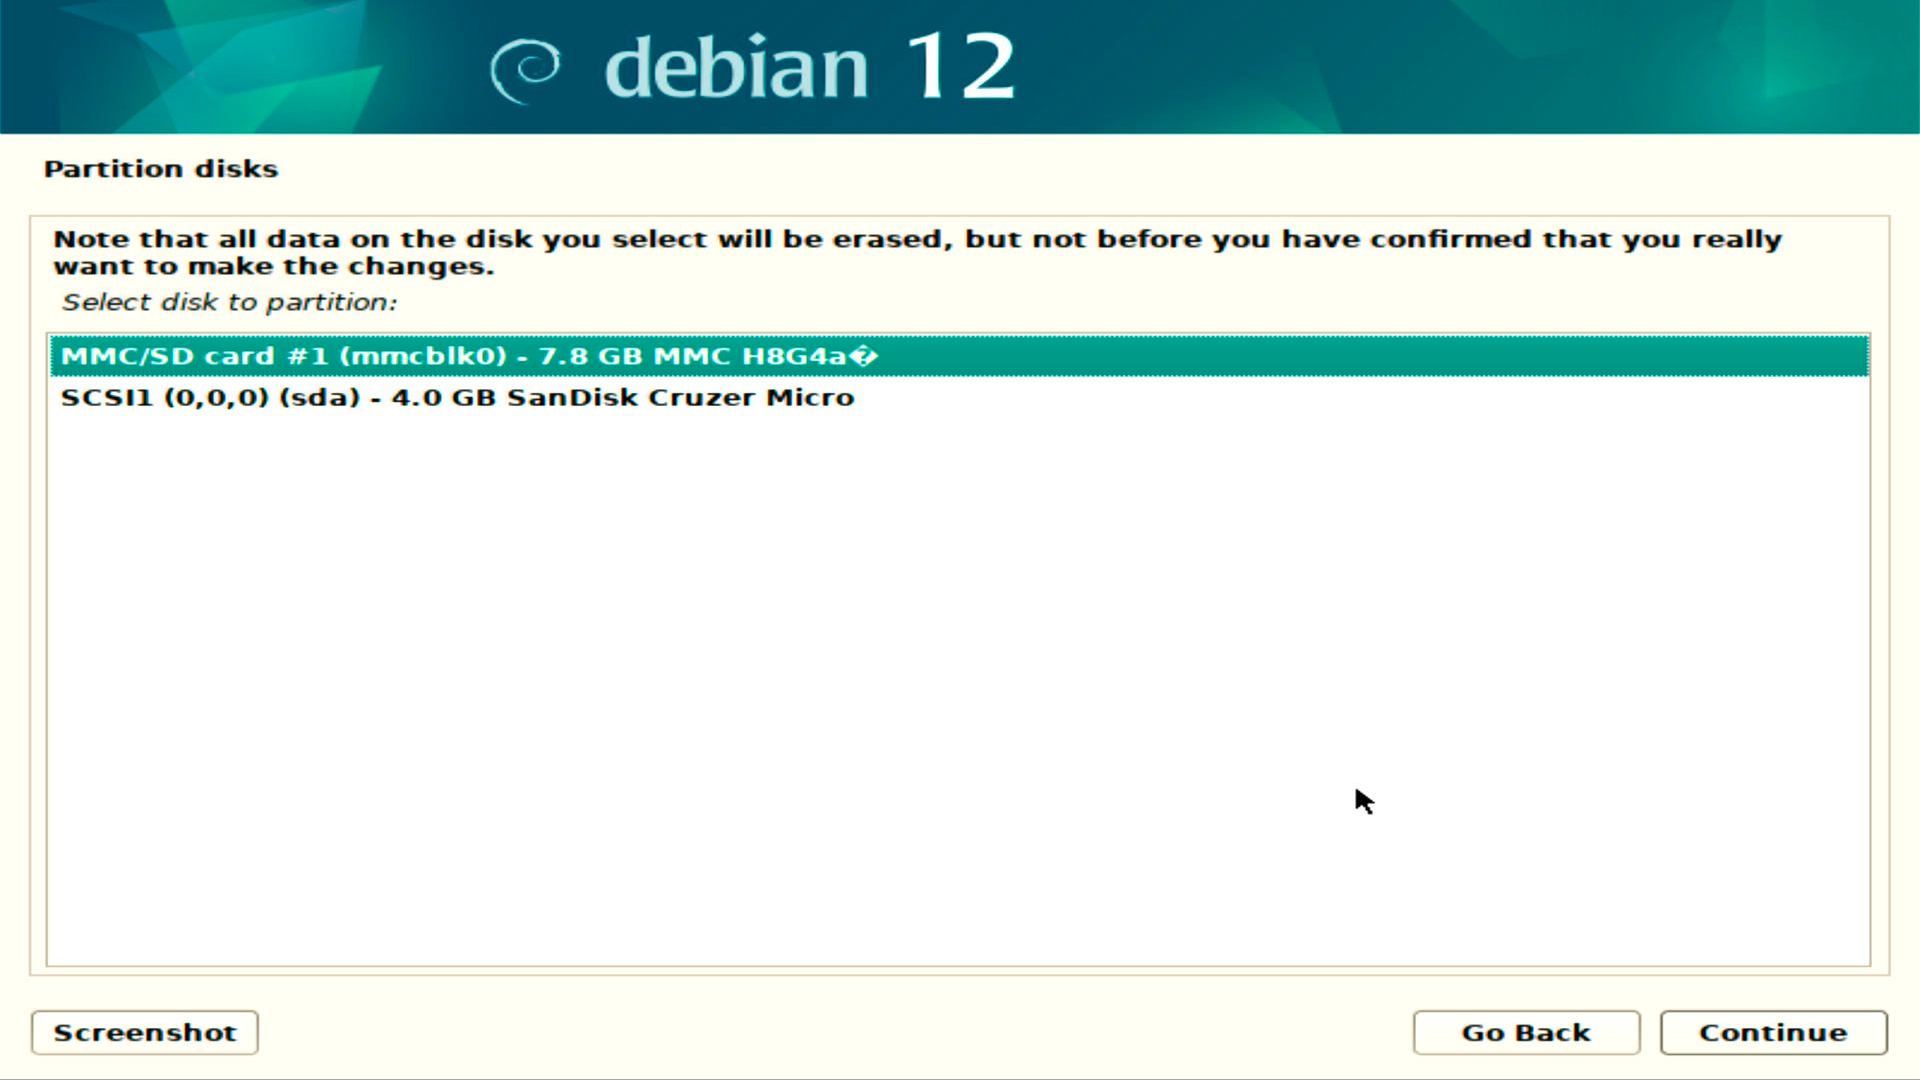 debian 12
Partition disks
Note that all data on the disk you select will be erased, but not before you have confirmed that you really
want to make the changes.
Select disk to partition:
MMC/SD card #1 (mmcblk0) - 7.8 GB MMC H8G4a�
SCSI1 (0,0,0) (sda) - 4.0 GB SanDisk Cruzer Micro
Screenshot
Go Back
Continue